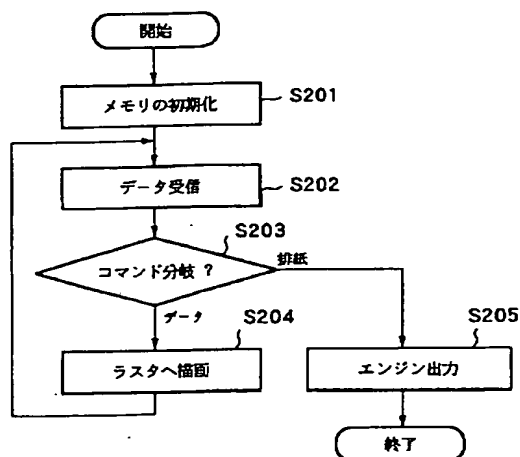 開始
メモリの初期化
S201
データ受信
S202
S203
コマンド分岐?
排紙
データ
S204
S205
ラスタへ描画
エンジン出力
終了